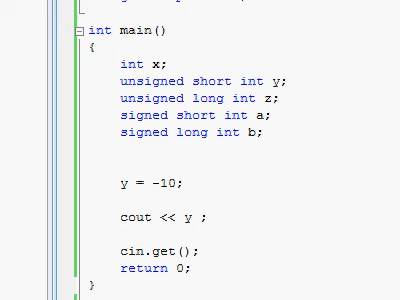 int main()
{
int x;
unsigned short int y;
unsigned long int z;
signed short int a;
signed long int b;
y = -10;
cout << y ;
cin.get();
return 0;
}